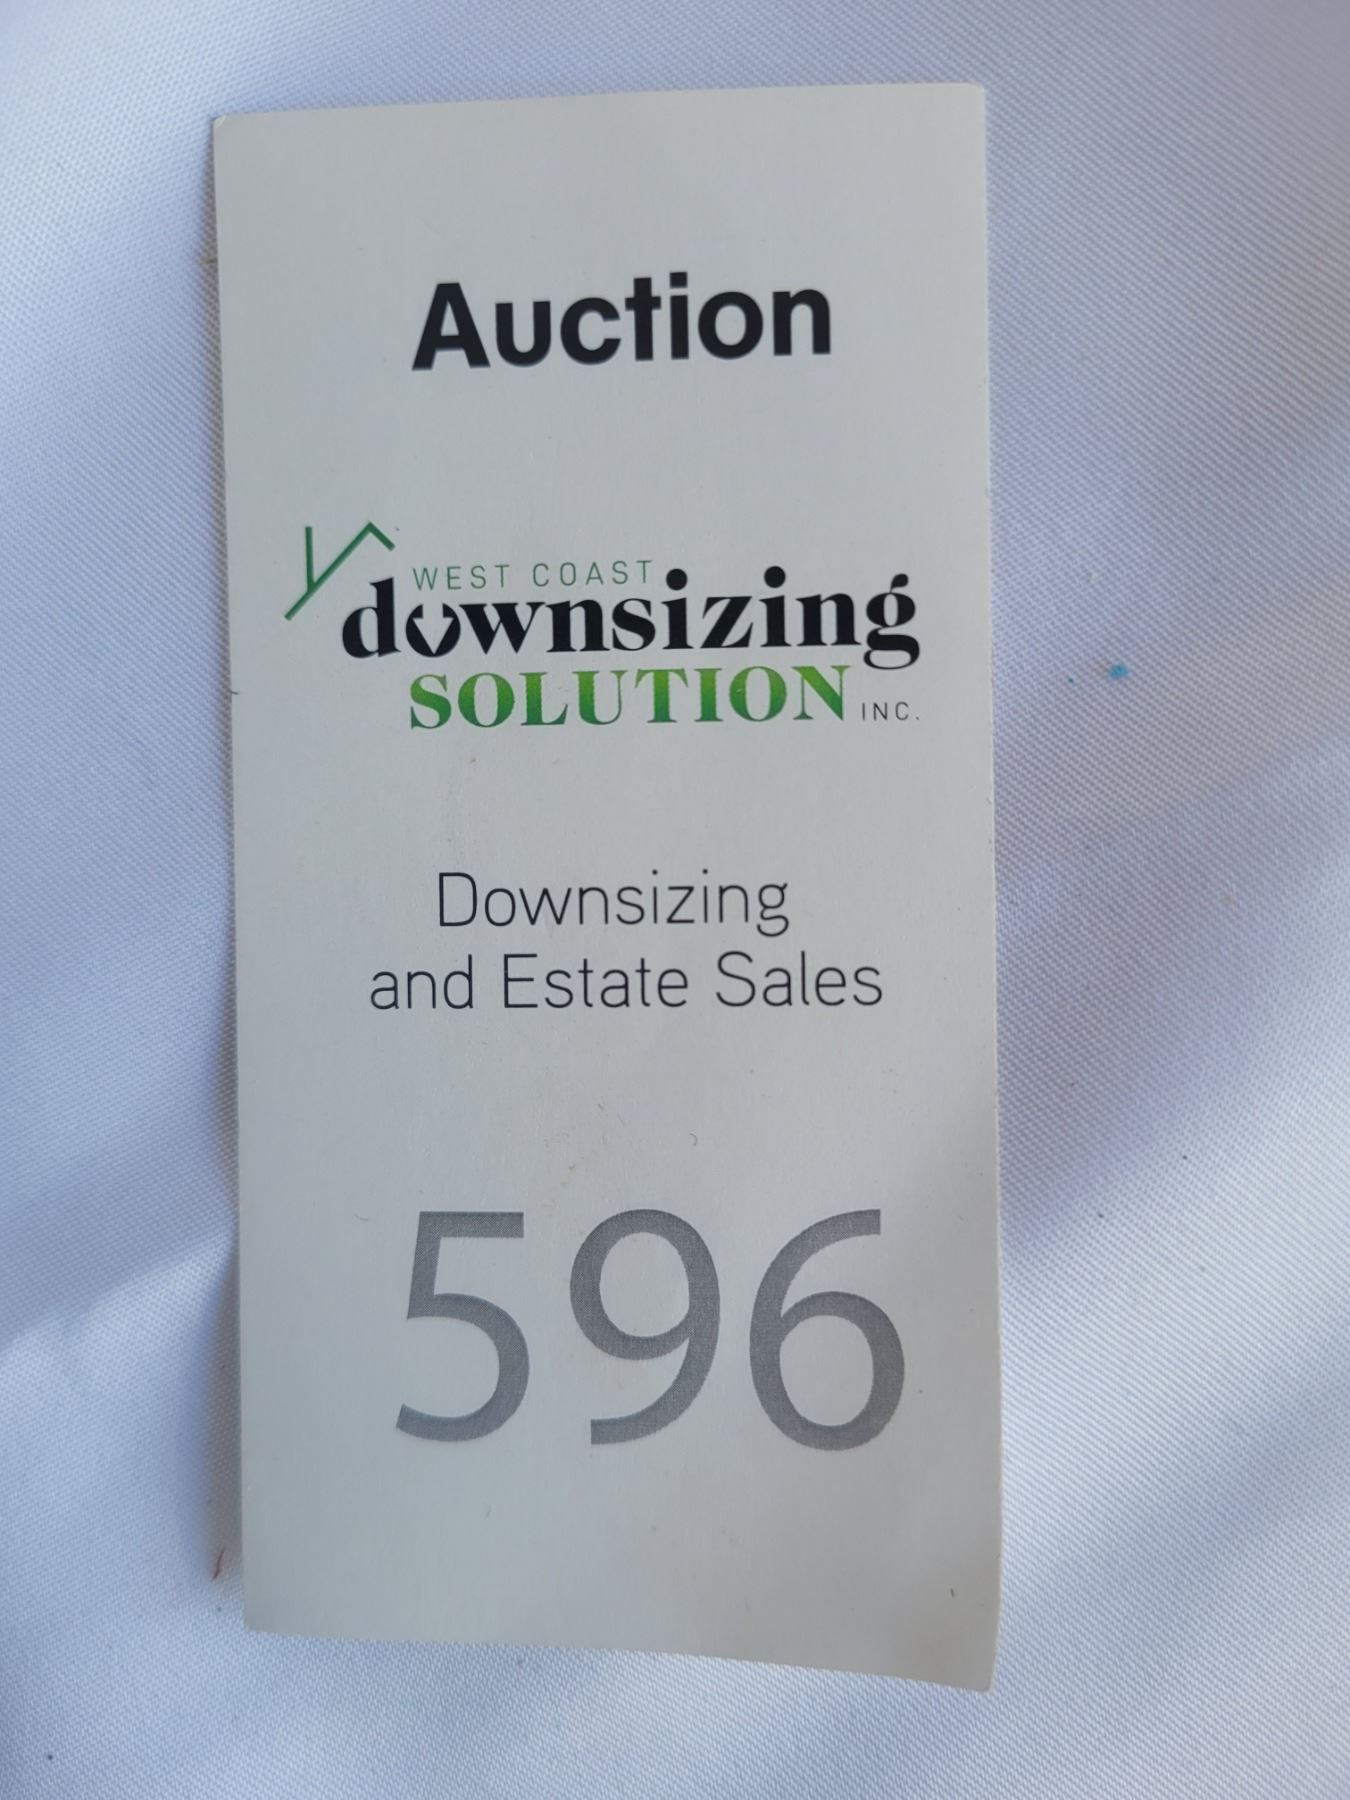 Auction
WEST COAST
downsizing
SOLUTION INC.
Downsizing
and Estate Sales
596